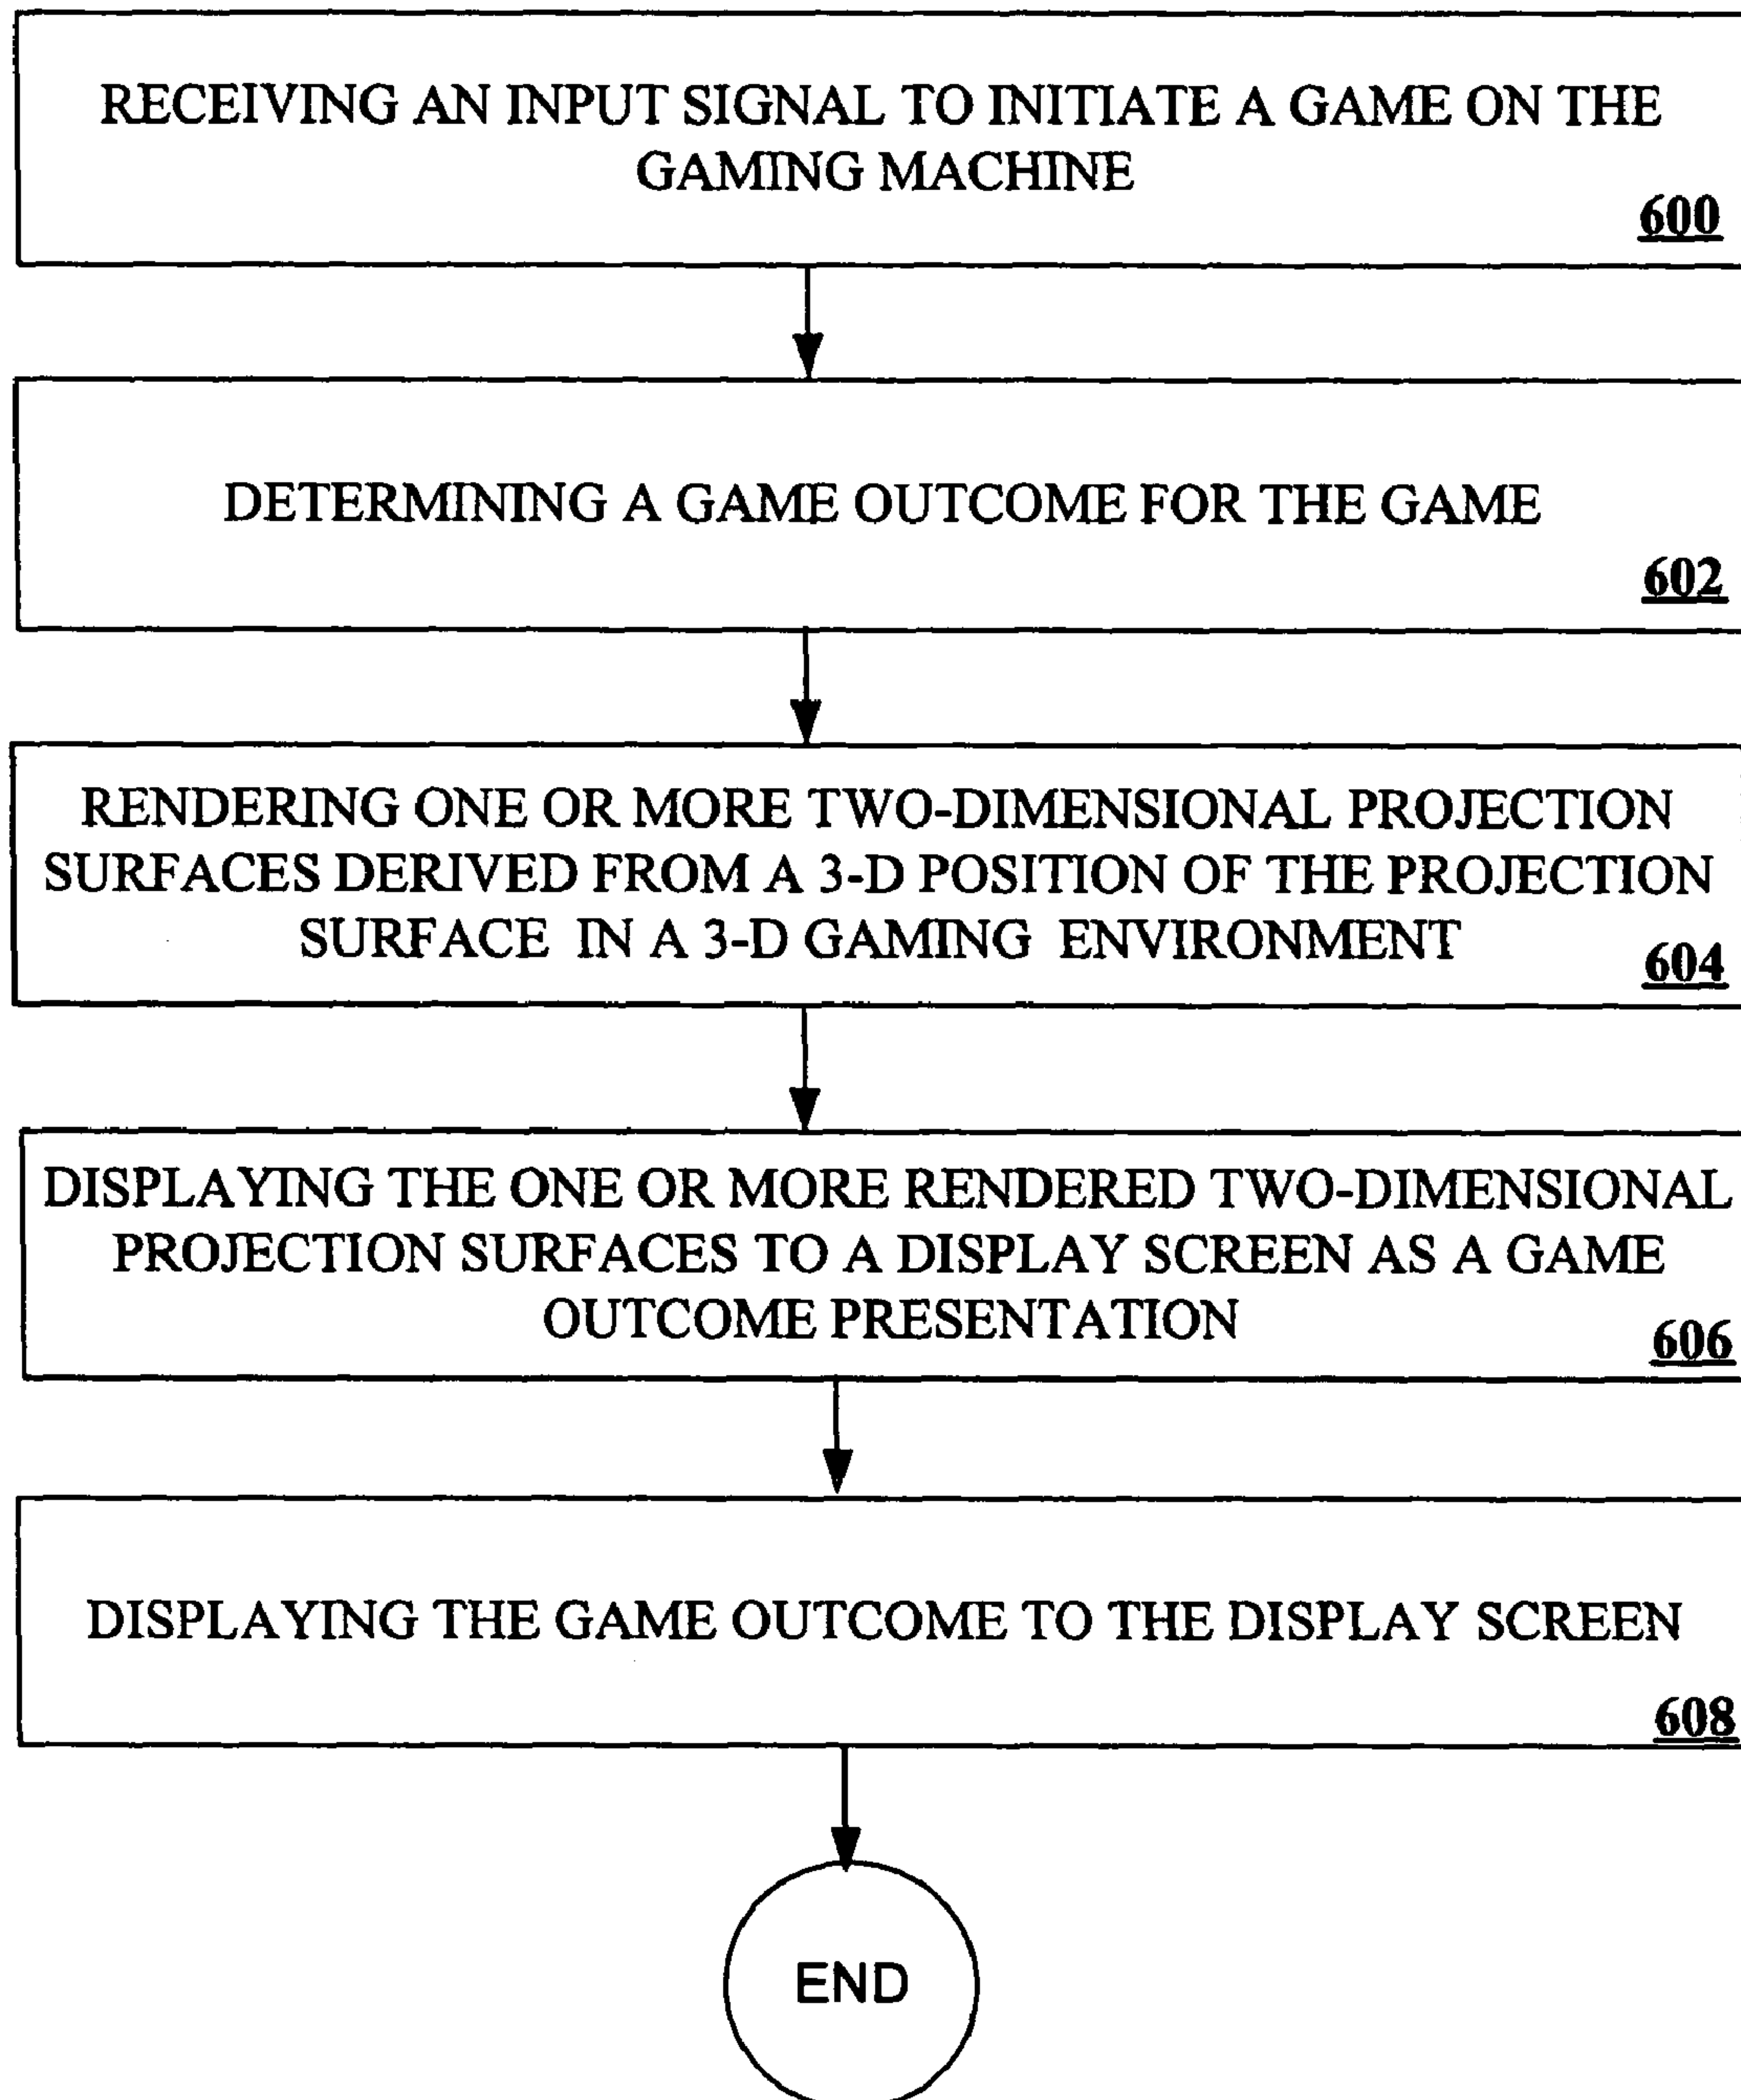 RECEIVING AN INPUT SIGNAL TO INITIATE A GAME ON THE
GAMING MACHINE
600
DETERMINING A GAME OUTCOME FOR THE GAME
602
RENDERING ONE OR MORE TWO-DIMENSIONAL PROJECTION
SURFACES DERIVED FROM A 3-D POSITION OF THE PROJECTION
SURFACE IN A 3-D GAMING ENVIRONMENT
604
DISPLAYING THE ONE OR MORE RENDERED TWO-DIMENSIONAL
PROJECTION SURFACES TO A DISPLAY SCREEN AS A GAME
OUTCOME PRESENTATION
606
DISPLAYING THE GAME OUTCOME TO THE DISPLAY SCREEN
608
END